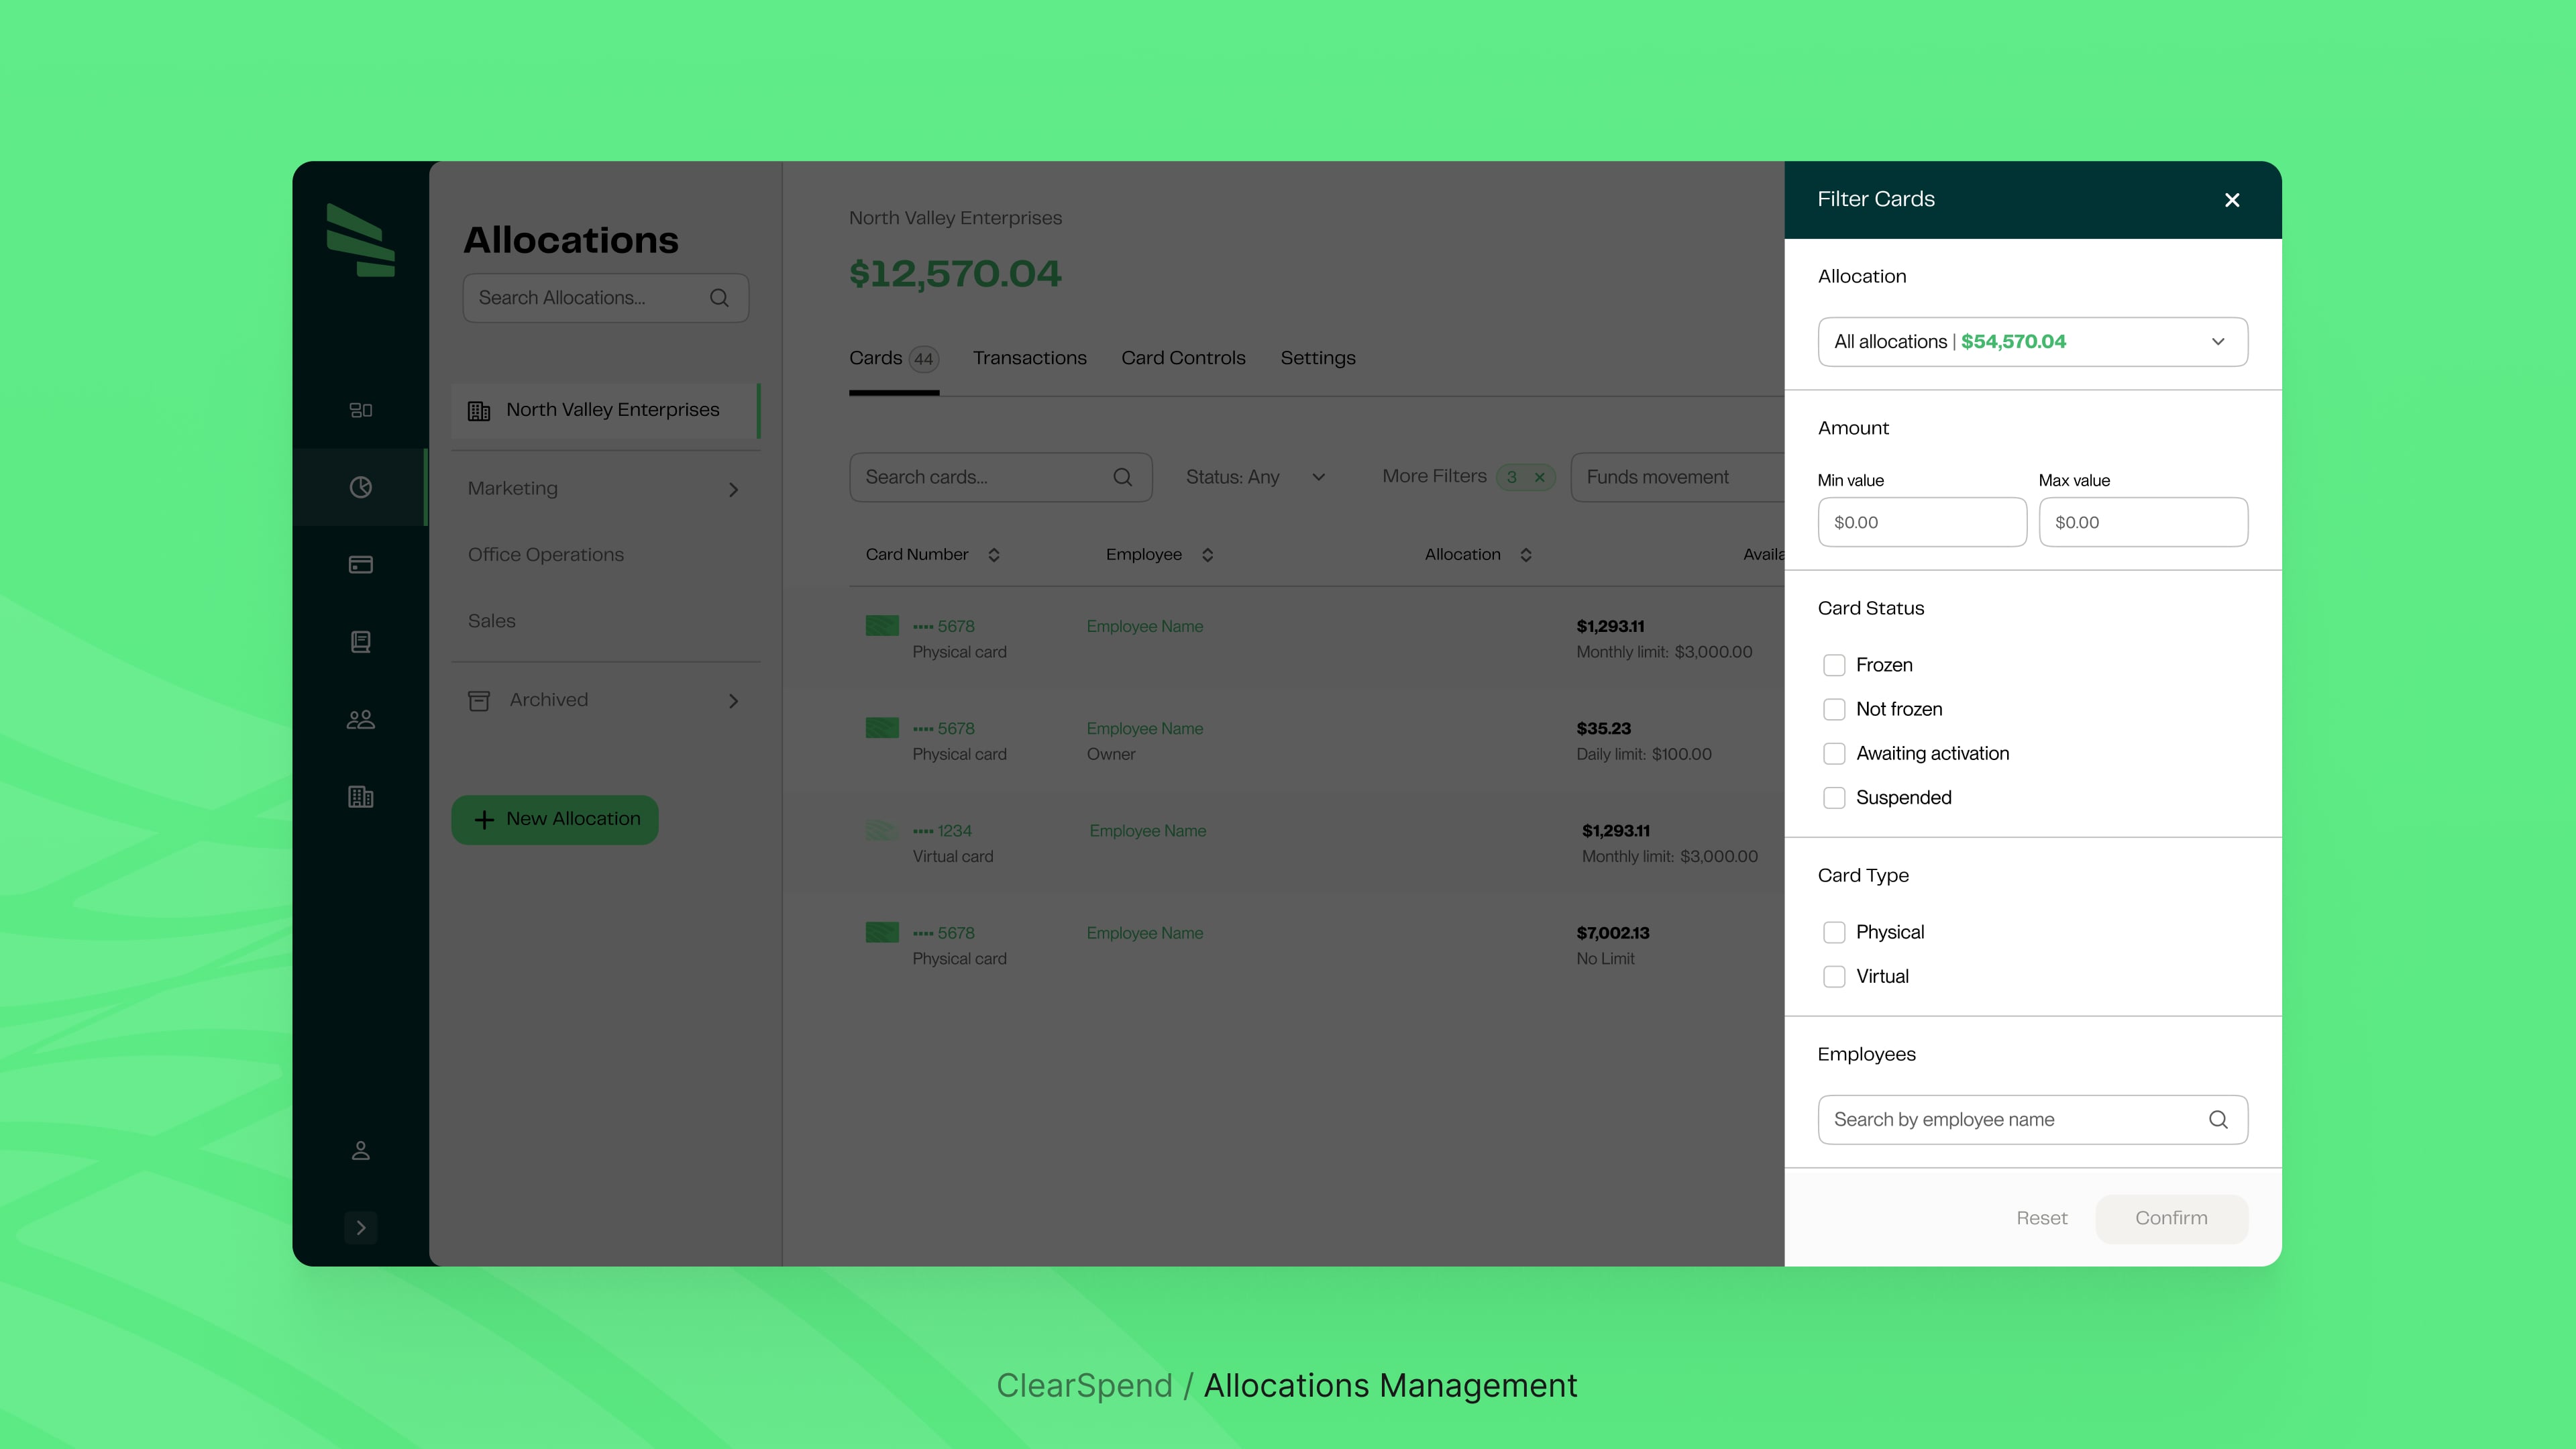 Allocations
Search Allocations...
North Valley Enterprises
Marketing
Office Operations
Sales
Archived
New Allocation
North Valley Enterprises
$12,570.04
Cards 44 Transactions Card Controls Settings
Search cards... Status: Any More Filters 3 Funds movement
Card Number Employee Allocation
•••• 5678 Employee Name $1,293.11
Physical card Monthly limit: $3,000.00
•••• 5678 Employee Name $35.23
Physical card Owner Daily limit: $100.00
•••• 1234 Employee Name $1,293.11
Virtual card Monthly limit: $3,000.00
•••• 5678 Employee Name $7,002.13
Physical card No Limit
Filter Cards
Allocation
All allocations | $54,570.04
Amount
Min value Max value
$0.00 $0.00
Card Status
Frozen
Not frozen
Awaiting activation
Suspended
Card Type
Physical
Virtual
Employees
Search by employee name
Reset Confirm
ClearSpend / Allocations Management